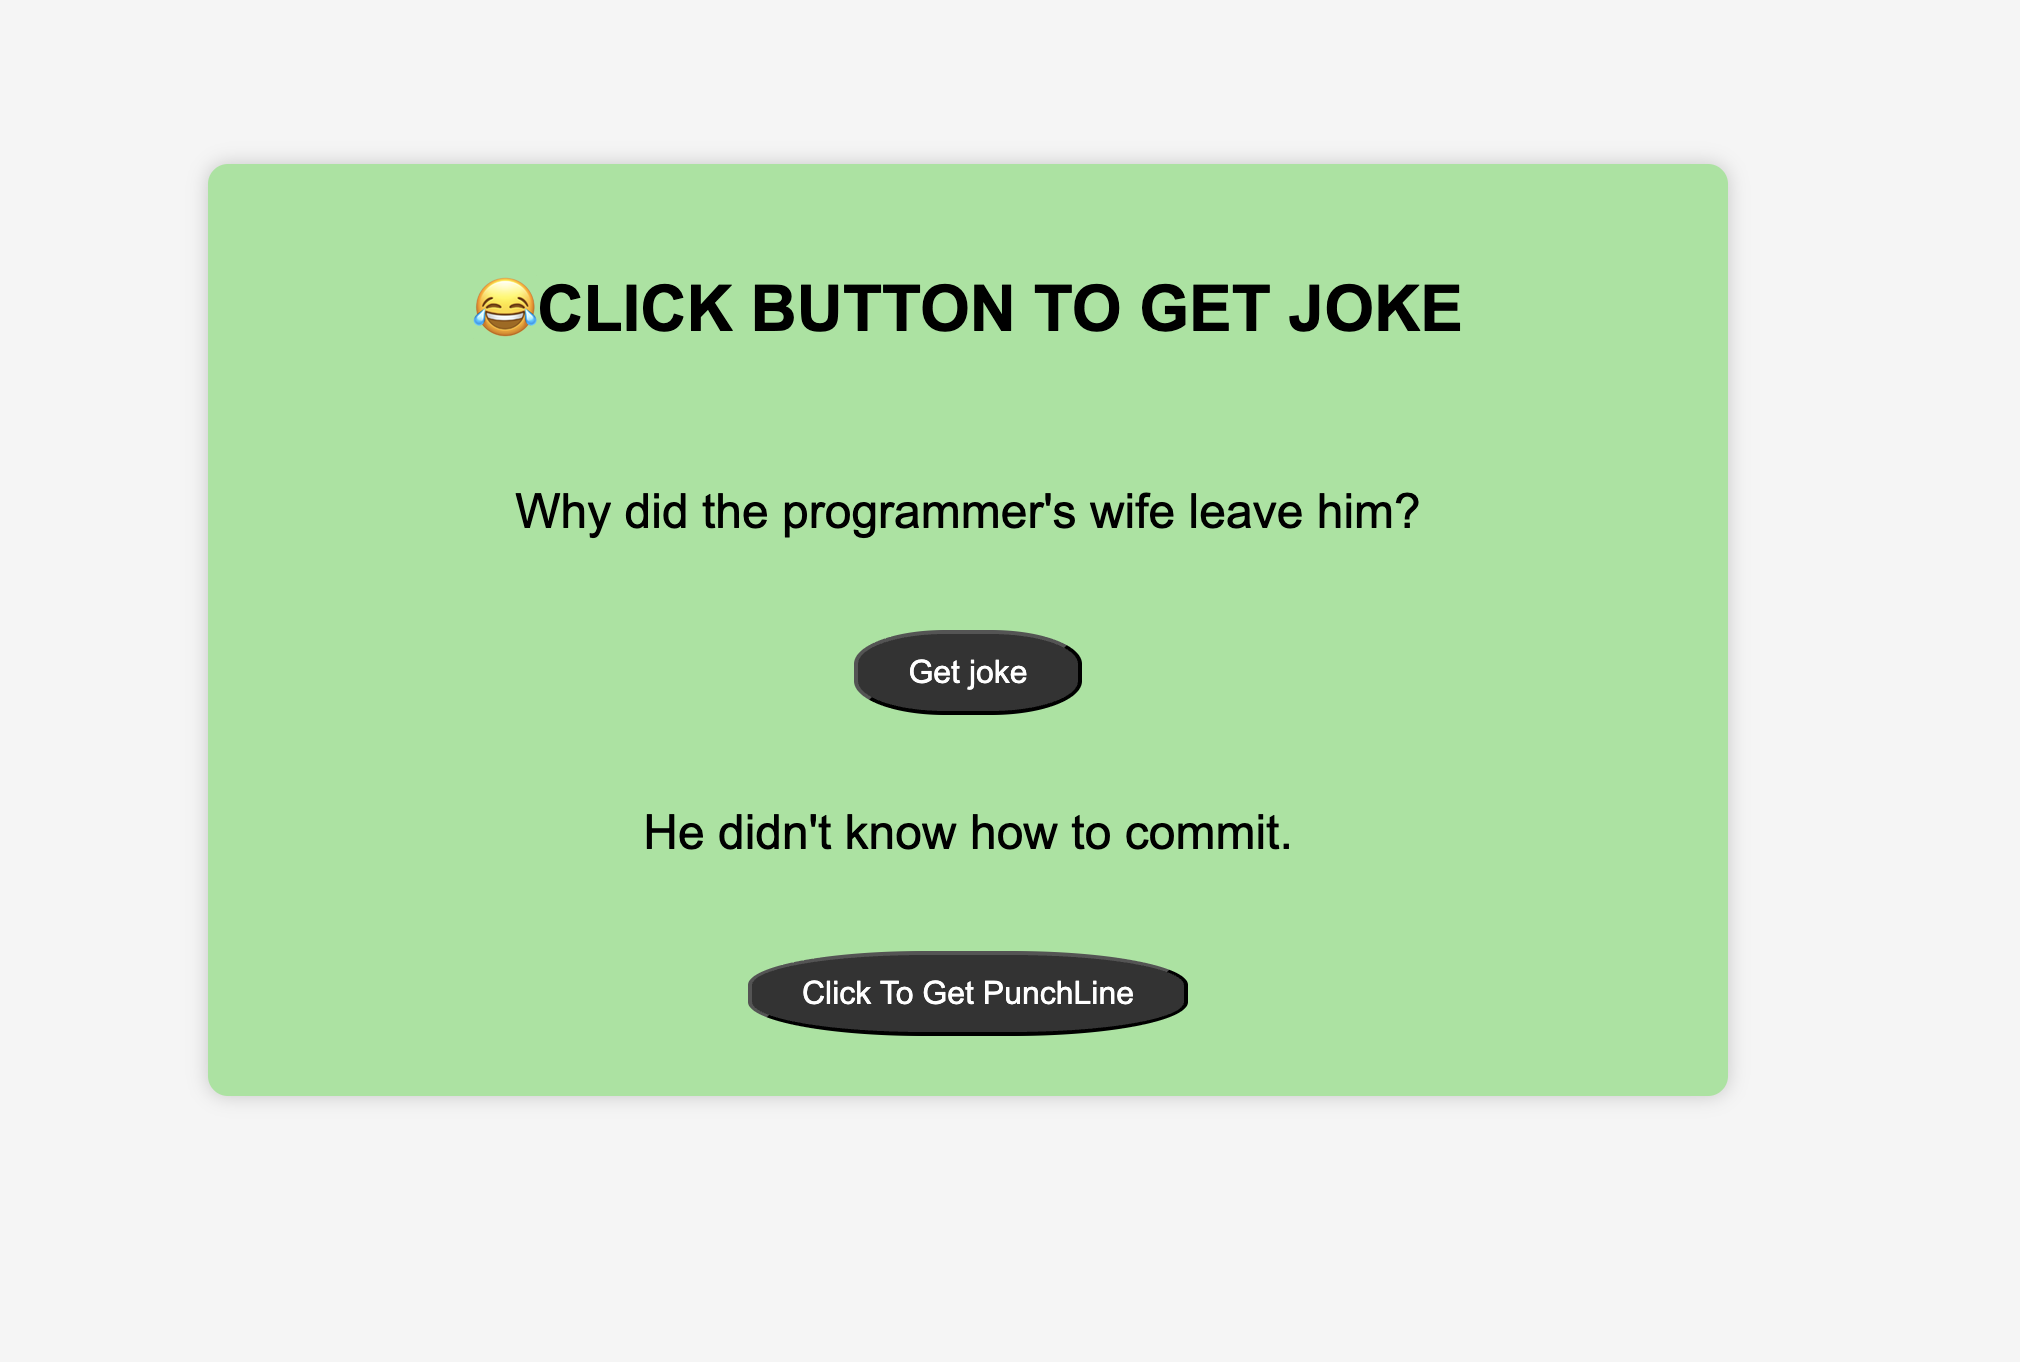 😂CLICK BUTTON TO GET JOKE
Why did the programmer's wife leave him?
Get joke
He didn't know how to commit.
Click To Get PunchLine